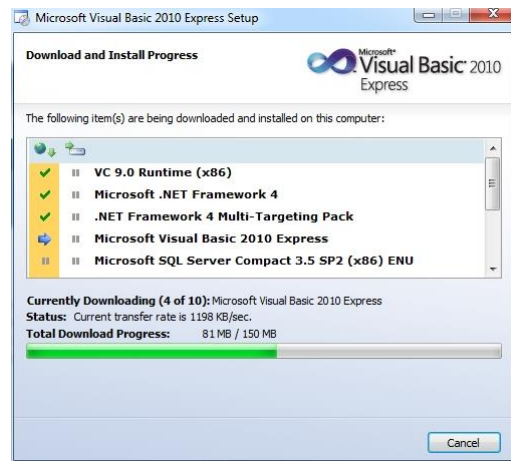 Microsoft Visual Basic 2010 Express Setup
Download and Install Progress
Microsoft®
Visual Basic® 2010
Express
The following item(s) are being downloaded and installed on this computer:
VC 9.0 Runtime (x86)
Microsoft .NET Framework 4
.NET Framework 4 Multi-Targeting Pack
Microsoft Visual Basic 2010 Express
Microsoft SQL Server Compact 3.5 SP2 (x86) ENU
Currently Downloading (4 of 10): Microsoft Visual Basic 2010 Express
Status: Current transfer rate is 1198 KB/sec.
Total Download Progress: 81 MB / 150 MB
Cancel